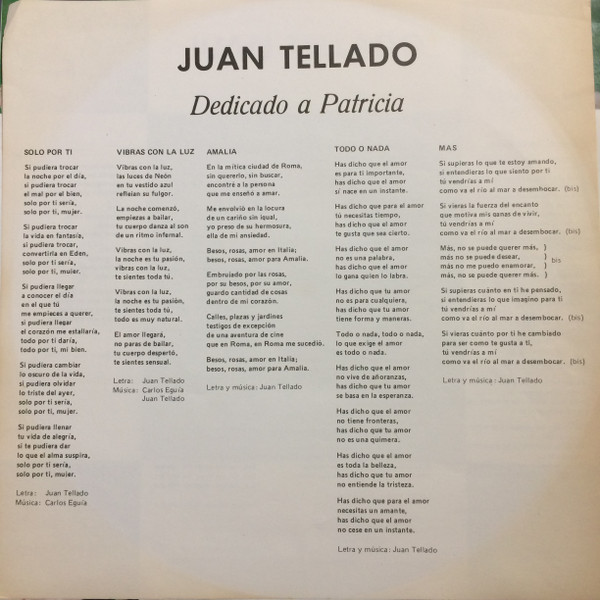 JUAN TELLADO
Dedicado a Patricia
SOLO POR TI
Si pudiera trocar
la noche por el día,
si pudiera trocar
el mal por el bien,
solo por ti sería,
solo por ti, mujer.
Si pudiera trocar
la vida en fantasía,
si pudiera trocar,
convertirla en Eden,
solo por ti sería,
solo por ti, mujer.
Si pudiera llegar
a conocer el día
en el que tú
me empieces a querer,
si pudiera llegar
el corazón me estallaría,
todo por ti daría,
todo por ti, mi bien.
Si pudiera cambiar
lo oscuro de la vida,
si pudiera olvidar
lo triste del ayer,
solo por ti sería,
solo por ti, mujer.
Si pudiera llenar
tu vida de alegría,
si te pudiera dar
lo que el alma suspira,
solo por ti sería,
solo por ti, mujer.
Letra: Juan Tellado
Música: Carlos Eguía
VIBRAS CON LA LUZ
Vibras con la luz,
las luces de Neón
en tu vestido azul
reflaian su fulgor.
La noche comenzó,
empiezas a bailar,
tu cuerpo danza al son
de un ritmo infernal.
Vibras con la luz,
la noche es tu pasión,
vibras con la luz,
te sientes toda tú.
Vibras con la luz,
la noche es tu pasión,
te sientes toda tú,
todo es muy natural.
El amor llegará,
no paras de bailar,
tu cuerpo despertó,
te sientes sensual.
Letra: Juan Tellado
Música: Carlos Eguía
Juan Tellado
AMALIA
En la mítica ciudad de Roma,
sin quererlo, sin buscar,
encontré a la persona
que me enseñó a amar.
Me envolvió en la locura
de un cariño sin igual,
yo preso de su hermosura,
ella de mi ansiedad.
Besos, rosas, amor en Italia;
besos, rosas, amor para Amalia.
Embrujado por las rosas,
por su besos, por su amor,
guardo cantidad de cosas
dentro de mi corazón.
Calles, plazas y jardines
testigos de excepción
de una aventura de cine
que en Roma, en Roma me sucedió.
Besos, rosas, amor en Italia;
besos, rosas, amor para Amalia.
Letra y música: Juan Tellado
TODO O NADA
Has dicho que el amor
es para ti importante,
has dicho que el amor
sí nace en un instante.
Has dicho que para el amor
tú necesitas tiempo,
has dicho que el amor
te gusta que sea cierto.
Has dicho que el amor
no es una palabra,
has dicho que el amor
lo gana quien lo labra.
Has dicho que tu amor
no es para cualquiera,
has dicho que tu amor
tiene forma y maneras.
Todo o nada, todo o nada,
lo que exige el amor
es todo o nada.
Has dicho que el amor
no vive de añoranzas,
has dicho que tu amor
se basa en la esperanza.
Has dicho que el amor
no tiene fronteras,
has dicho que tu amor
no es una quimera.
Has dicho que el amor
es toda la belleza,
has dicho que tu amor
no entiende la tristeza.
Has dicho que para el amor
necesitas un amante,
has dicho que el amor
no cese en un instante.
Letra y música: Juan Tellado
MAS
Si supieras lo que te estoy amando,
si entendieras lo que siento por ti
tú vendrías a mí
como va el río al mar a desembocar. (bis)
Si vieras la fuerza del encanto
que motiva mis ganas de vivir,
tú vendrías a mí
como va el río al mar a desembocar. (bis)
Más, no se puede querer más, )
más no se puede desear, ) bis
más no me puedo enamorar, )
más, no se puede querer más. )
Si supieras cuánto en ti he pensado,
si entendieras lo que imagino para ti
tú vendrías a mí
como va el río al mar a desembocar. (bis)
Si vieras cuánto por ti he cambiado
para ser como te gusta a ti,
tú vendrías a mí
como va el río al mar a desembocar. (bis)
Letra y música: Juan Tellado